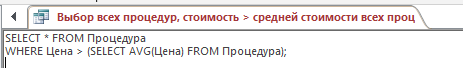 Выбор всех процедур, стоимость > средней стоимости всех проц
SELECT * FROM Процедура
WHERE Цена > (SELECT AVG(Цена) FROM Процедура);